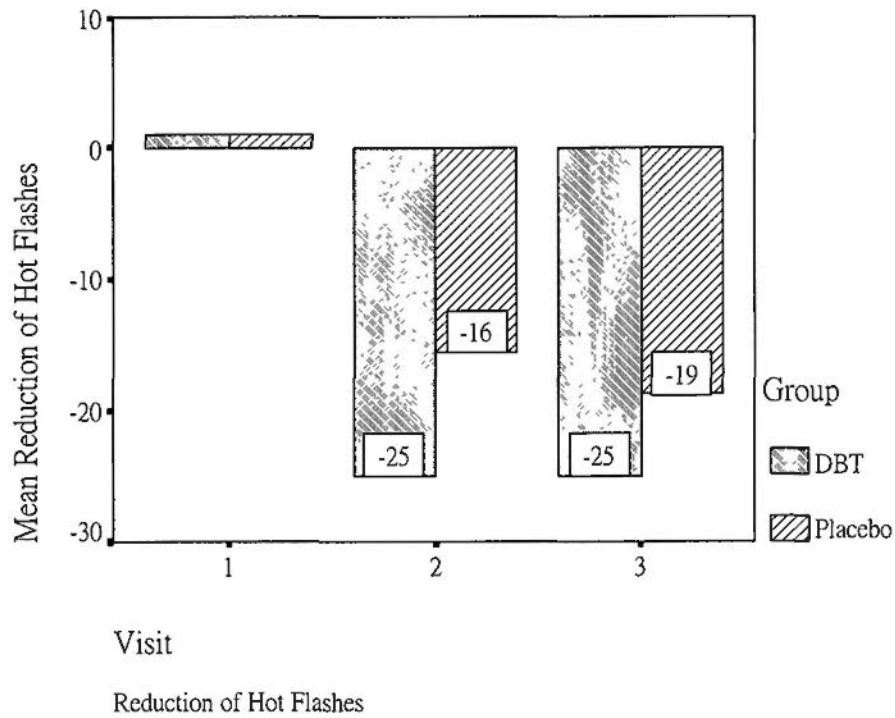 Mean Reduction of Hot Flashes
10
0
-10
-20
-30
-16
-19
-25
-25
Group
DBT
Placebo
1 2 3
Visit
Reduction of Hot Flashes